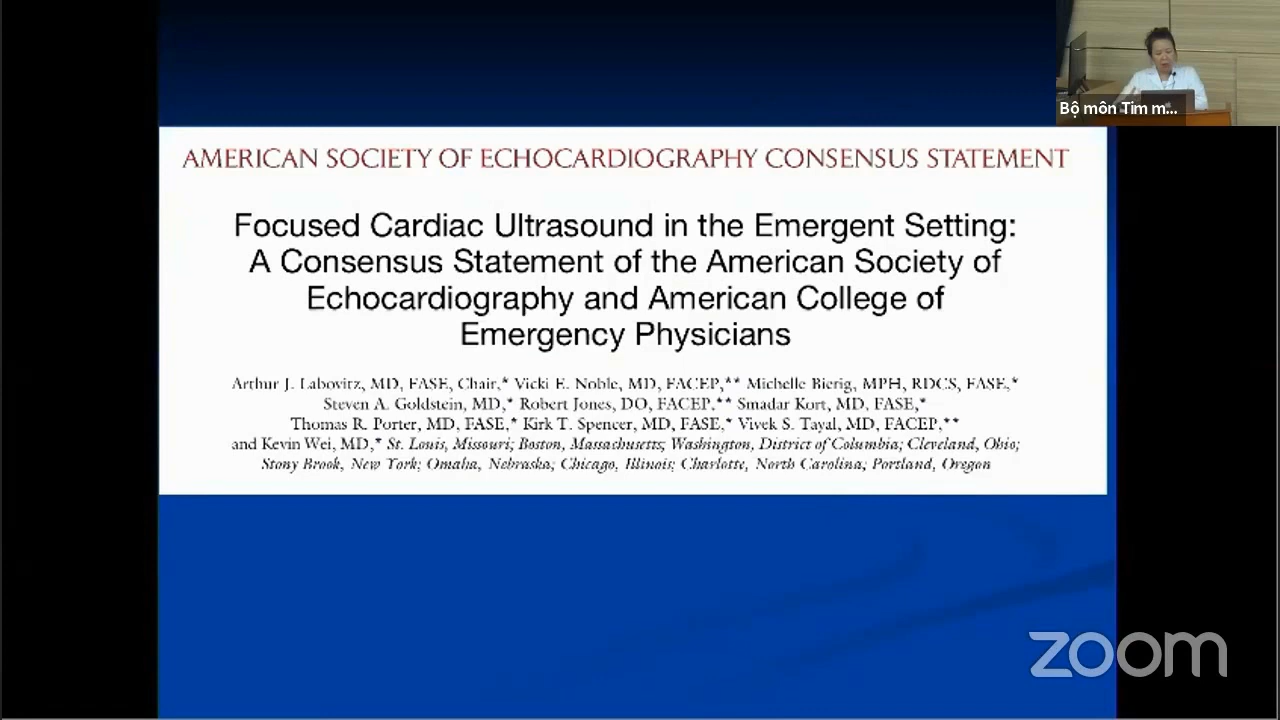 Bộ môn Tim m...
AMERICAN SOCIETY OF ECHOCARDIOGRAPHY CONSENSUS STATEMENT
Focused Cardiac Ultrasound in the Emergent Setting:
A Consensus Statement of the American Society of
Echocardiography and American College of
Emergency Physicians
Arthur J. Labovitz, MD, FASE, Chair,* Vicki E. Noble, MD, FACEP,** Michelle Bierig, MPH, RDCS, FASE,*
Steven A. Goldstein, MD,* Robert Jones, DO, FACEP,** Smadar Kort, MD, FASE,*
Thomas R. Porter, MD, FASE,* Kirk T. Spencer, MD, FASE,* Vivek S. Tayal, MD, FACEP,**
and Kevin Wei, MD,* St. Louis, Missouri; Boston, Massachusetts; Washington, District of Columbia; Cleveland, Ohio;
Stony Brook, New York; Omaha, Nebraska; Chicago, Illinois; Charlotte, North Carolina; Portland, Oregon
zoom